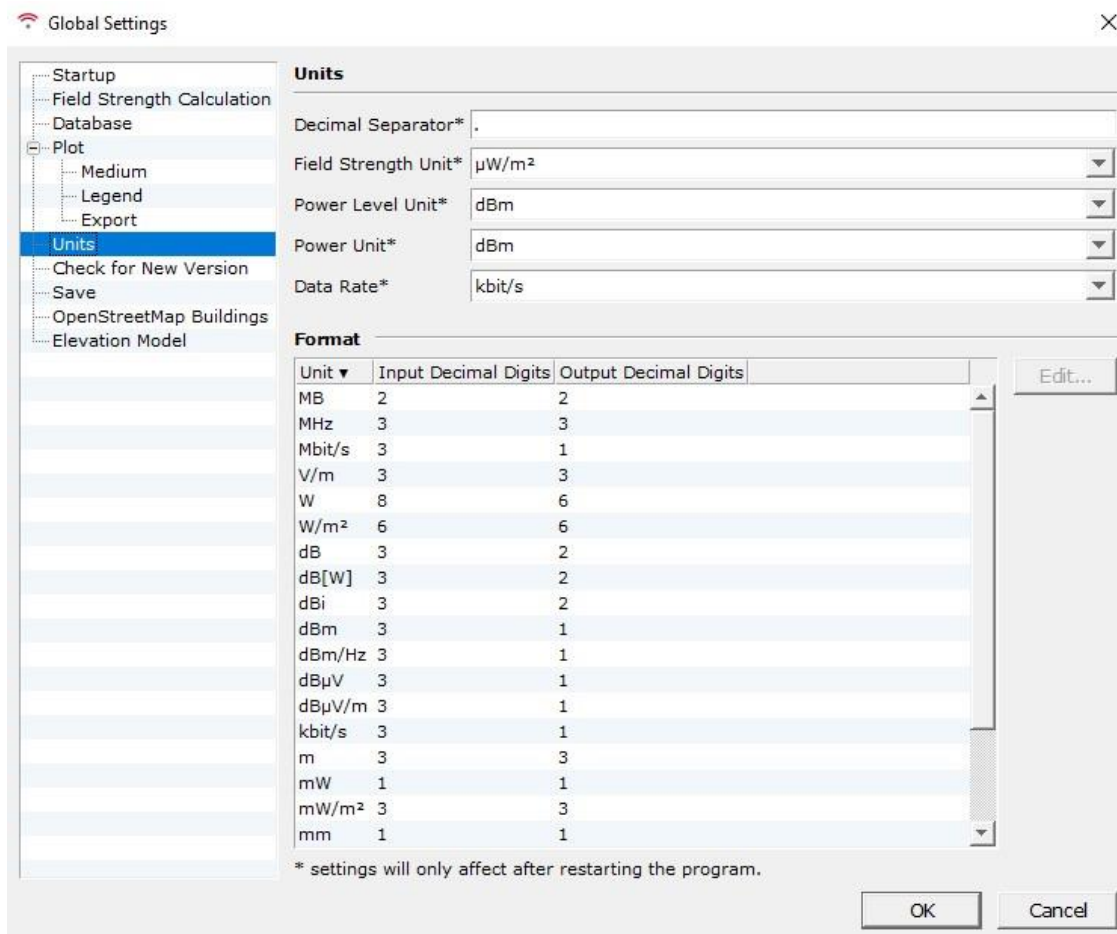 Global Settings
Startup
Field Strength Calculation
Database
Plot
Medium
Legend
Export
Units
Check for New Version
Save
OpenStreetMap Buildings
Elevation Model
Units
Decimal Separator* .
Field Strength Unit* µW/m²
Power Level Unit* dBm
Power Unit* dBm
Data Rate* kbit/s
Format
Unit ▾ Input Decimal Digits Output Decimal Digits
MB 2 2
MHz 3 3
Mbit/s 3 1
V/m 3 3
W 8 6
W/m² 6 6
dB 3 2
dB[W] 3 2
dBi 3 2
dBm 3 1
dBm/Hz 3 1
dBµV 3 1
dBµV/m 3 1
kbit/s 3 1
m 3 3
mW 1 1
mW/m² 3 3
mm 1 1
Edit...
* settings will only affect after restarting the program.
OK Cancel